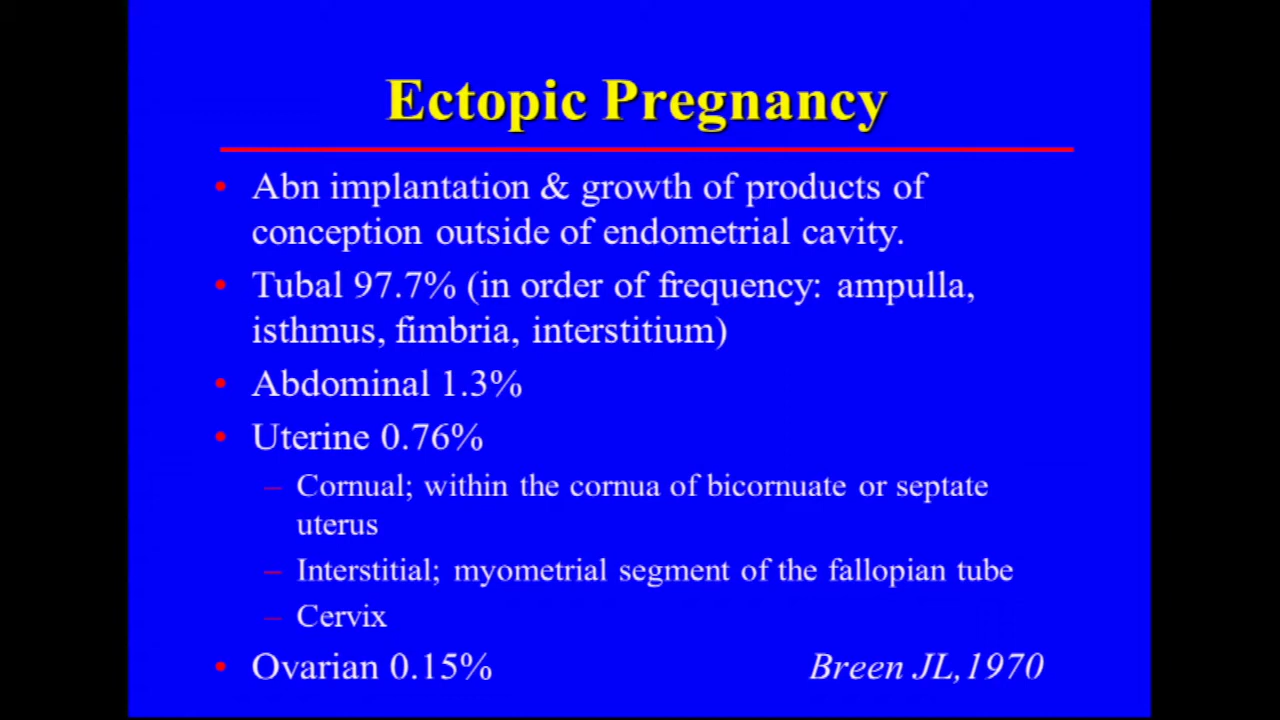 Ectopic Pregnancy
• Abn implantation & growth of products of
conception outside of endometrial cavity.
• Tubal 97.7% (in order of frequency: ampulla,
isthmus, fimbria, interstitium)
• Abdominal 1.3%
• Uterine 0.76%
– Cornual; within the cornua of bicornuate or septate
uterus
– Interstitial; myometrial segment of the fallopian tube
– Cervix
• Ovarian 0.15% Breen JL,1970